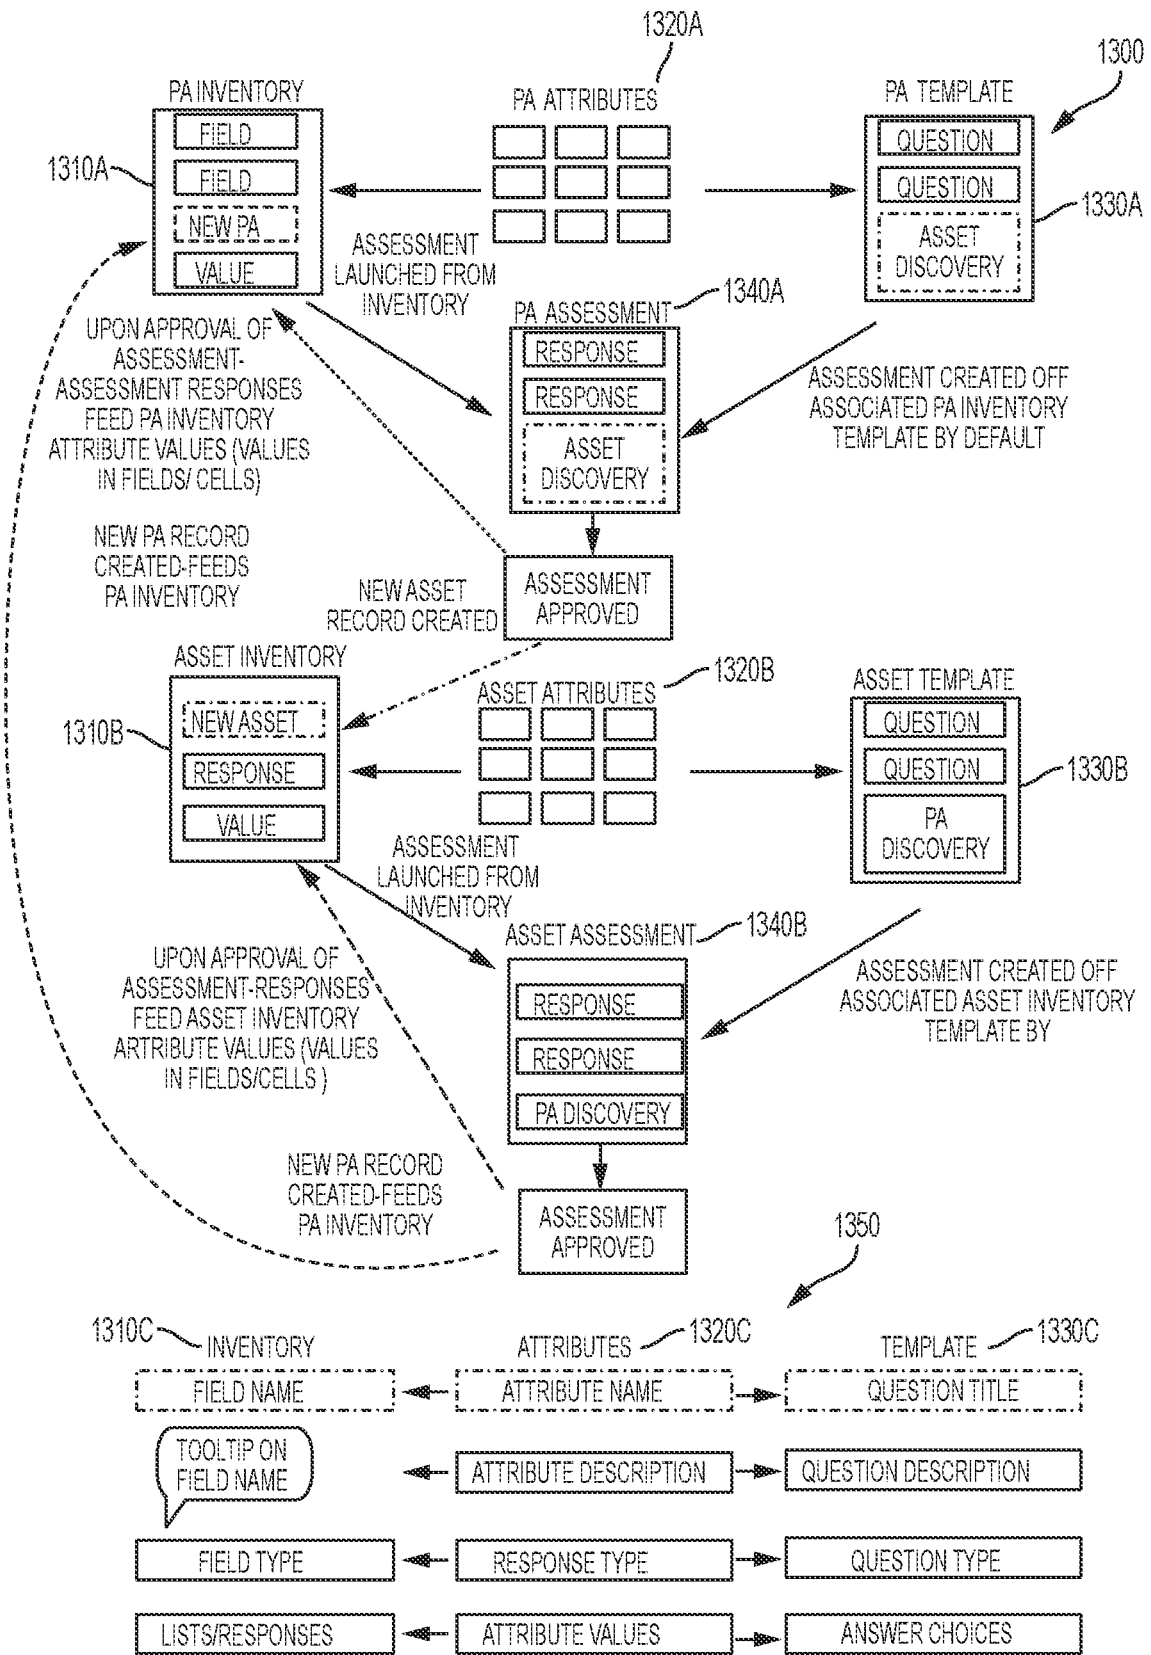 1320A
1300
PA INVENTORY
PA ATTRIBUTES
PA TEMPLATE
FIELD
QUESTION
1310A
FIELD
QUESTION
1330A
NEW PA
ASSET
DISCOVERY
VALUE
ASSESSMENT
LAUNCHED FROM
INVENTORY
1340A
PA ASSESSMENT
UPON APPROVAL OF
ASSESSMENT-
ASSESSMENT RESPONSES
FEED PA INVENTORY
ATTRIBUTE VALUES (VALUES
IN FIELDS/ CELLS)
RESPONSE
RESPONSE
ASSET
DISCOVERY
ASSESSMENT CREATED OFF
ASSOCIATED PA INVENTORY
TEMPLATE BY DEFAULT
NEW PA RECORD
CREATED-FEEDS
PA INVENTORY
NEW ASSET
RECORD CREATED
ASSESSMENT
APPROVED
ASSET INVENTORY
1320B
ASSET ATTRIBUTES
ASSET TEMPLATE
1310B
NEW ASSET
QUESTION
RESPONSE
QUESTION
1330B
VALUE
PA
DISCOVERY
ASSESSMENT
LAUNCHED FROM
INVENTORY
1340B
ASSET ASSESSMENT
UPON APPROVAL OF
ASSESSMENT-RESPONSES
FEED ASSET INVENTORY
ARTRIBUTE VALUES (VALUES
IN FIELDS/CELLS )
RESPONSE
RESPONSE
PA DISCOVERY
ASSESSMENT CREATED OFF
ASSOCIATED ASSET INVENTORY
TEMPLATE BY
NEW PA RECORD
CREATED-FEEDS
PA INVENTORY
ASSESSMENT
APPROVED
1350
1310C
INVENTORY
ATTRIBUTES
1320C
TEMPLATE
1330C
FIELD NAME
ATTRIBUTE NAME
QUESTION TITLE
TOOLTIP ON
FIELD NAME
ATTRIBUTE DESCRIPTION
QUESTION DESCRIPTION
FIELD TYPE
RESPONSE TYPE
QUESTION TYPE
LISTS/RESPONSES
ATTRIBUTE VALUES
ANSWER CHOICES